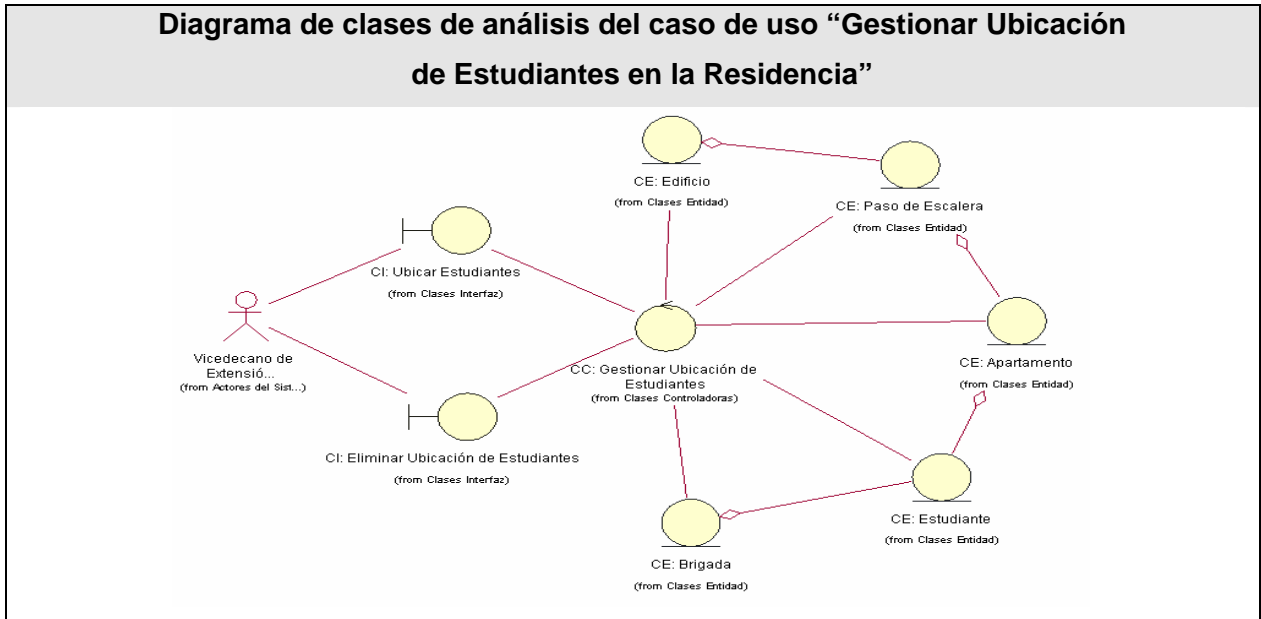 Diagrama de clases de análisis del caso de uso “Gestionar Ubicación
de Estudiantes en la Residencia”
CE: Edificio
(from Clases Entidad)
CE: Paso de Escalera
(from Clases Entidad)
CI: Ubicar Estudiantes
(from Clases Interfaz)
Vicedecano de
Extensió...
(from Actores del Sist...)
CC: Gestionar Ubicación de
Estudiantes
(from Clases Controladoras)
CE: Apartamento
(from Clases Entidad)
CI: Eliminar Ubicación de Estudiantes
(from Clases Interfaz)
CE: Estudiante
(from Clases Entidad)
CE: Brigada
(from Clases Entidad)